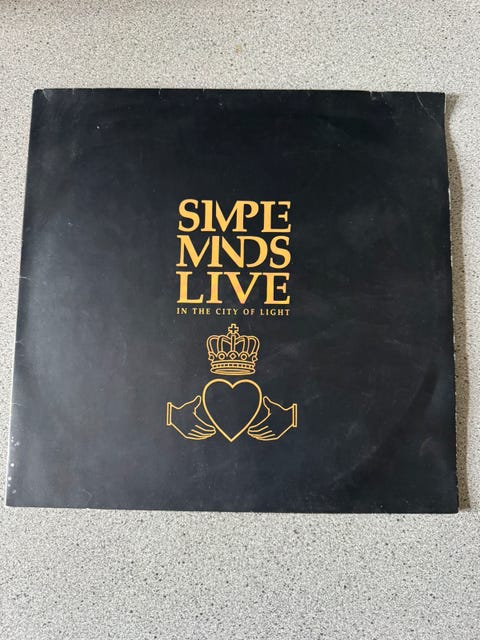 SIMPLE
MINDS
LIVE
IN THE CITY OF LIGHT